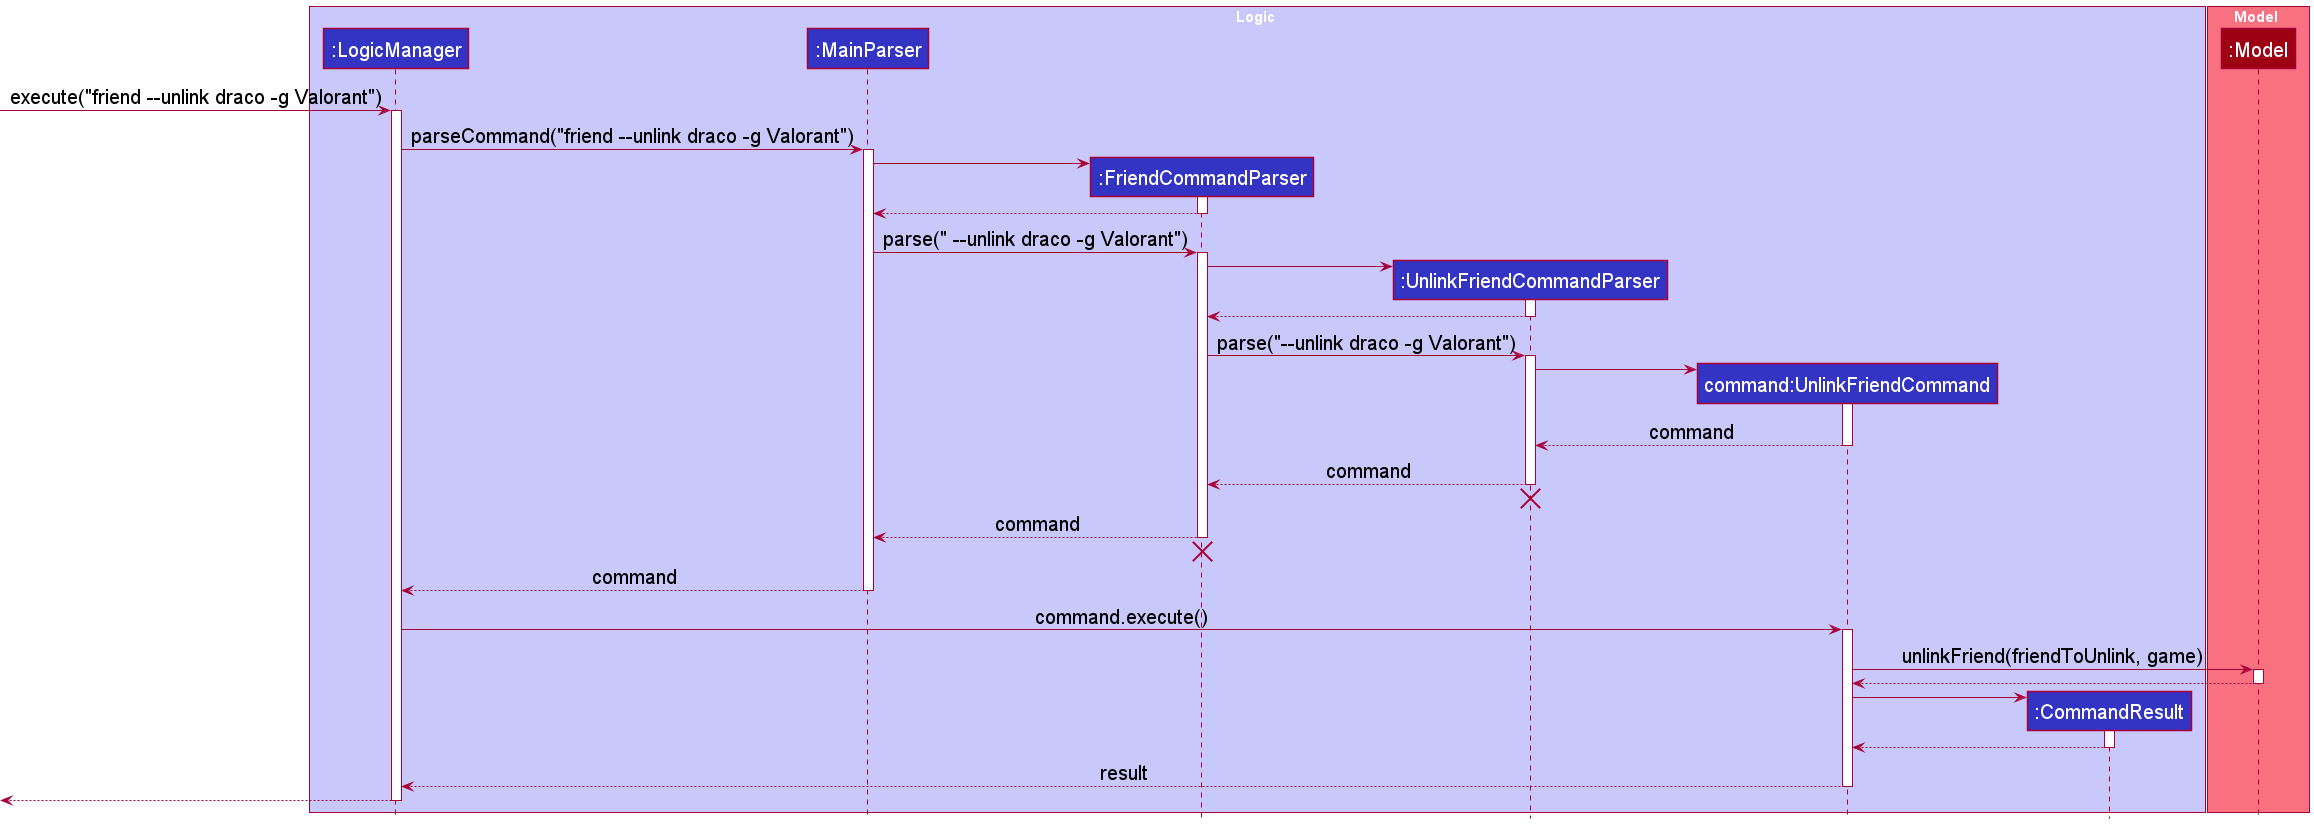 Logic
Model
:LogicManager
:MainParser
:Model
execute("friend --unlink draco -g Valorant")
parseCommand("friend --unlink draco -g Valorant")
:FriendCommandParser
parse(" --unlink draco -g Valorant")
:UnlinkFriendCommandParser
parse("--unlink draco -g Valorant")
command:UnlinkFriendCommand
command
command
command
command
command.execute()
unlinkFriend(friendToUnlink, game)
:CommandResult
result